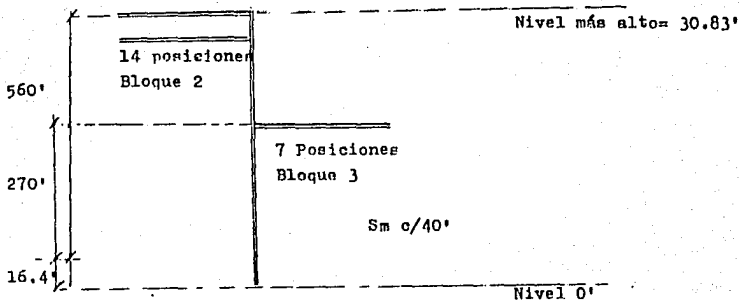 Nivel más alto= 30.83'
14 posiciones
Bloque 2
560'
7 Posiciones
Bloque 3
270'
Sm c/40'
16.4'
Nivel 0'